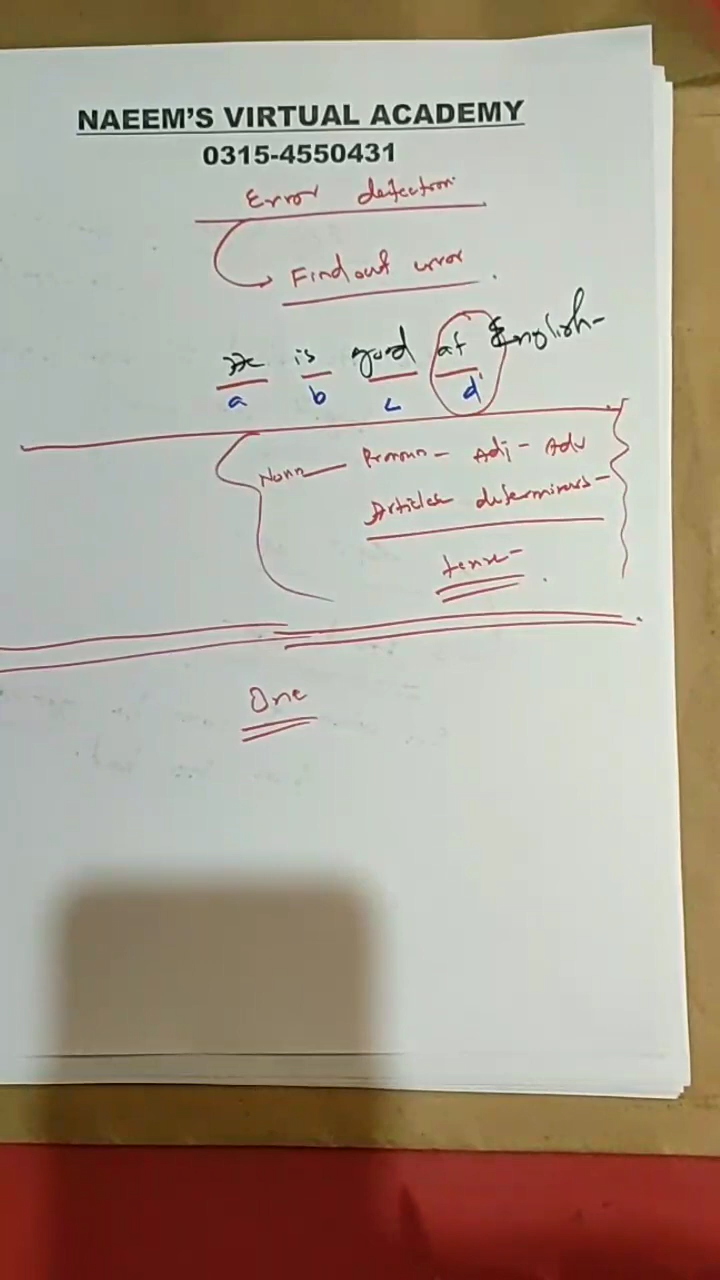 NAEEM'S VIRTUAL ACADEMY
0315-4550431
Error detection
Find out error.
He is good at English-
a b c d
Noun - Pronoun - Adj - Adv
Articles determiners-
tense-
One